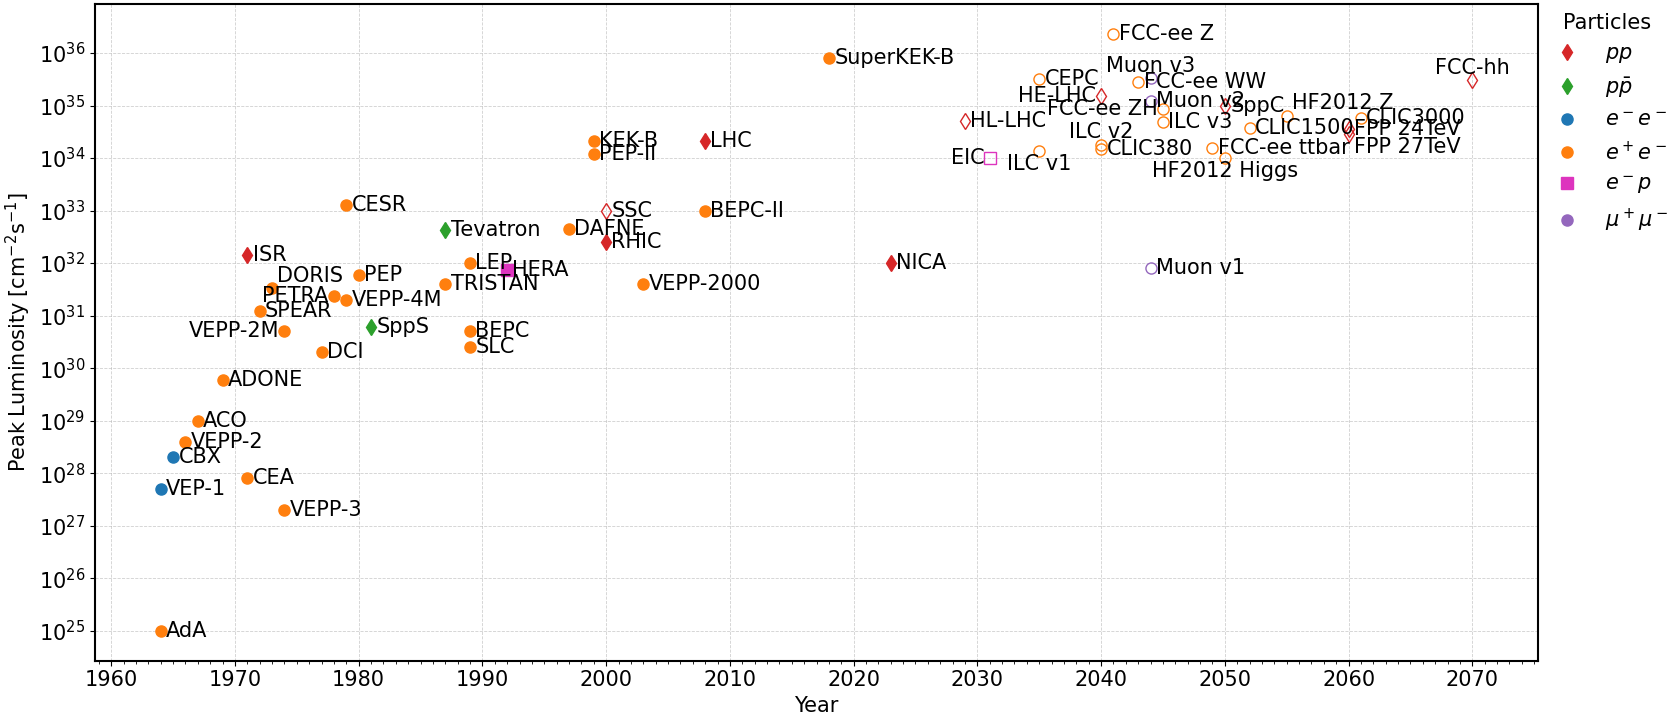 Particles
pp
pp̄
e⁻e⁻
e⁺e⁻
e⁻p
μ⁺μ⁻
Peak Luminosity [cm⁻²s⁻¹]
10³⁶
10³⁵
10³⁴
10³³
10³²
10³¹
10³⁰
10²⁹
10²⁸
10²⁷
10²⁶
10²⁵
FCC-ee Z
SuperKEK-B
Muon v3
FCC-hh
CEPC
FCC-ee WW
HE-LHC
Muon v2
SppC
HF2012 Z
FCC-ee ZH
HL-LHC
ILC v3
CLIC3000
CLIC1500
FPP 24TeV
ILC v2
KEK-B
LHC
PEP-II
EIC
ILC v1
CLIC380
FCC-ee ttbar
FPP 27TeV
HF2012 Higgs
CESR
SSC
BEPC-II
Tevatron
DAFNE
RHIC
ISR
LEP
HERA
NICA
Muon v1
DORIS
PEP
TRISTAN
VEPP-2000
PETRA
VEPP-4M
SPEAR
VEPP-2M
SppS
BEPC
DCI
SLC
ADONE
ACO
VEPP-2
CBX
CEA
VEP-1
VEPP-3
AdA
1960 1970 1980 1990 2000 2010 2020 2030 2040 2050 2060 2070
Year